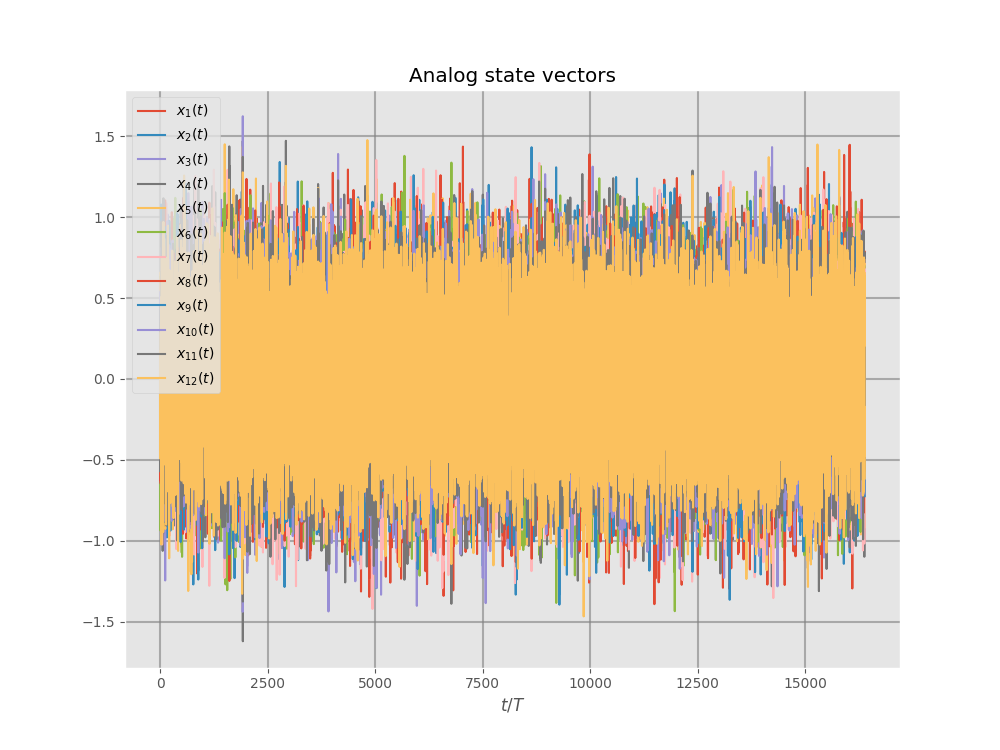 Analog state vectors
x₁(t)
x₂(t)
x₃(t)
x₄(t)
x₅(t)
x₆(t)
x₇(t)
x₈(t)
x₉(t)
x₁₀(t)
x₁₁(t)
x₁₂(t)
1.5
1.0
0.5
0.0
−0.5
−1.0
−1.5
0 2500 5000 7500 10000 12500 15000
t/T